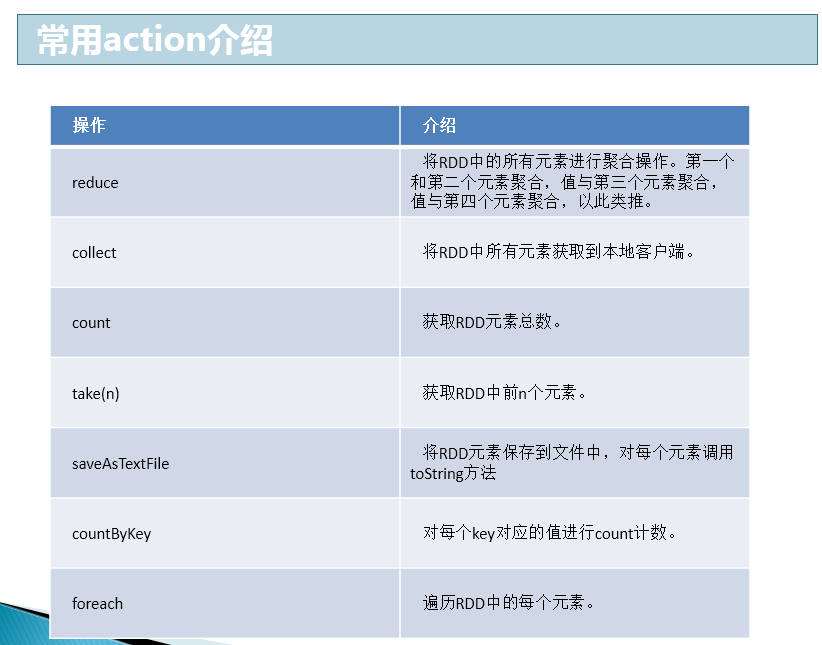 常用action介绍
操作
介绍
reduce
将RDD中的所有元素进行聚合操作。第一个
和第二个元素聚合，值与第三个元素聚合，
值与第四个元素聚合，以此类推。
collect
将RDD中所有元素获取到本地客户端。
count
获取RDD元素总数。
take(n)
获取RDD中前n个元素。
saveAsTextFile
将RDD元素保存到文件中，对每个元素调用
toString方法
countByKey
对每个key对应的值进行count计数。
foreach
遍历RDD中的每个元素。